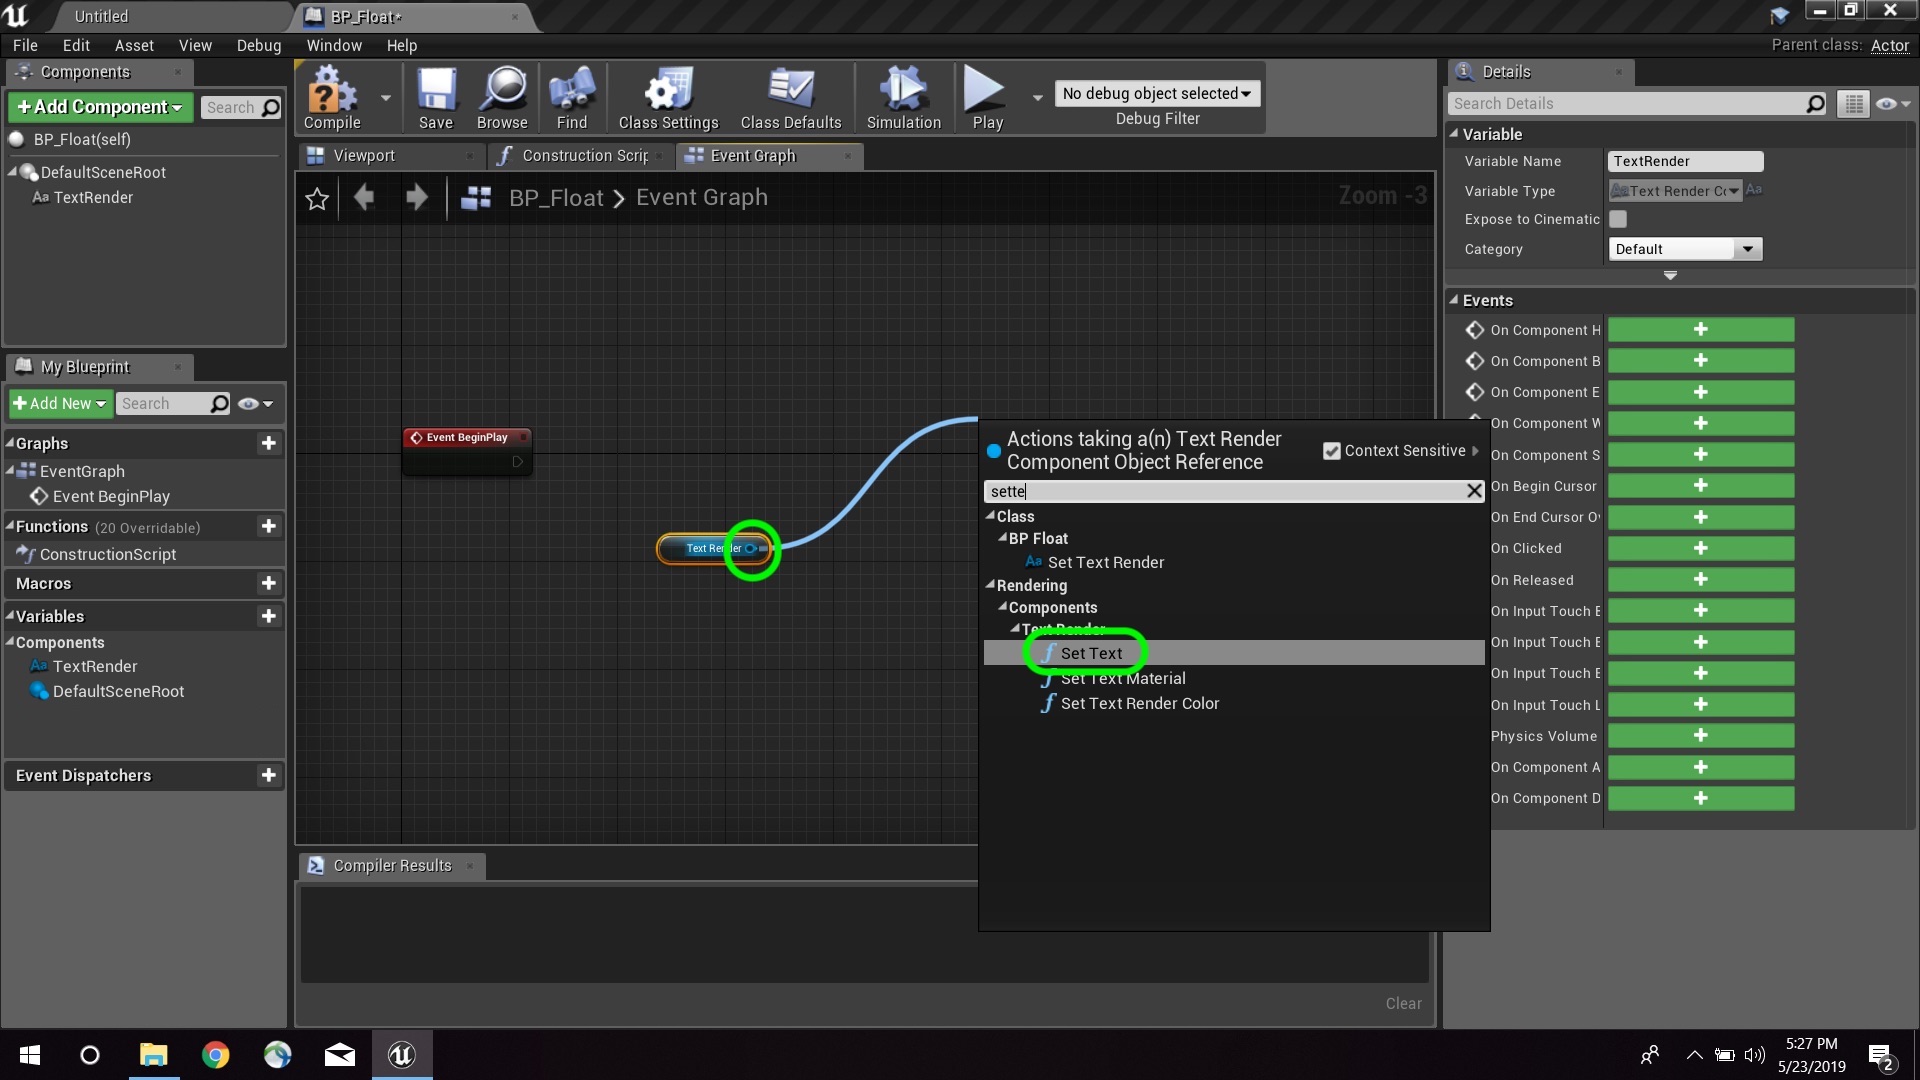 Untitled
BP_Float*
File Edit Asset View Debug Window Help
Parent class: Actor
Components
Add Component
Search
BP_Float(self)
DefaultSceneRoot
Aa TextRender
Compile
Save
Browse
Find
Class Settings
Class Defaults
Simulation
Play
No debug object selected
Debug Filter
Viewport
Construction Scrip
Event Graph
BP_Float > Event Graph
Zoom -3
Event BeginPlay
Text Render
Actions taking a(n) Text Render
Component Object Reference
Context Sensitive
sette
Class
BP Float
Aa Set Text Render
Rendering
Components
Text Render
f Set Text
f Set Text Material
f Set Text Render Color
Compiler Results
Clear
My Blueprint
Add New
Search
Graphs
EventGraph
Event BeginPlay
Functions (20 Overridable)
ConstructionScript
Macros
Variables
Components
Aa TextRender
DefaultSceneRoot
Event Dispatchers
Details
Search Details
Variable
Variable Name TextRender
Variable Type Text Render Co Aa
Expose to Cinematic
Category Default
Events
On Component H
On Component B
On Component E
On Component W
On Component S
On Begin Cursor
On End Cursor Ov
On Clicked
On Released
On Input Touch E
On Input Touch E
On Input Touch E
On Input Touch L
Physics Volume
On Component A
On Component D
5:27 PM
5/23/2019
2